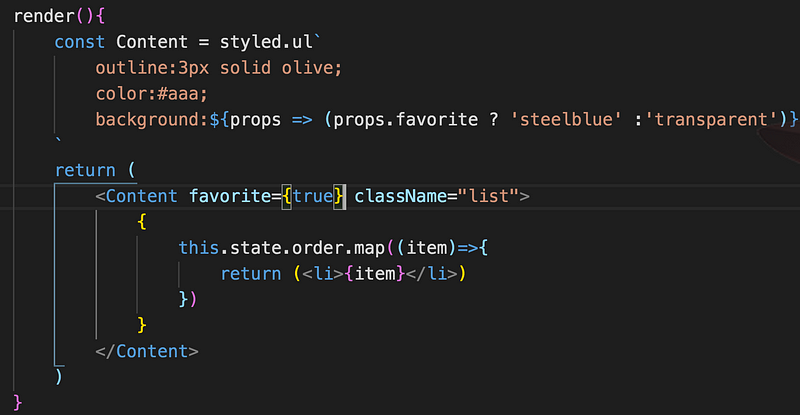 render(){
const Content = styled.ul`
outline:3px solid olive;
color:#aaa;
background:${props => (props.favorite ? 'steelblue' :'transparent')}
`
return (
<Content favorite={true} className="list">
{
this.state.order.map((item)=>{
return (<li>{item}</li>)
})
}
</Content>
)
}